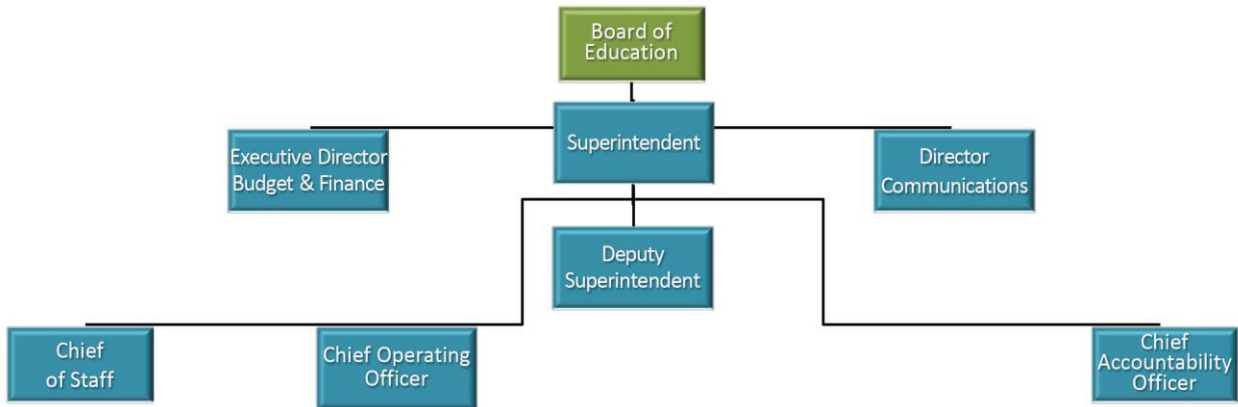 Board of
Education
Superintendent
Executive Director
Budget & Finance
Director
Communications
Deputy
Superintendent
Chief
of Staff
Chief Operating
Officer
Chief
Accountability
Officer